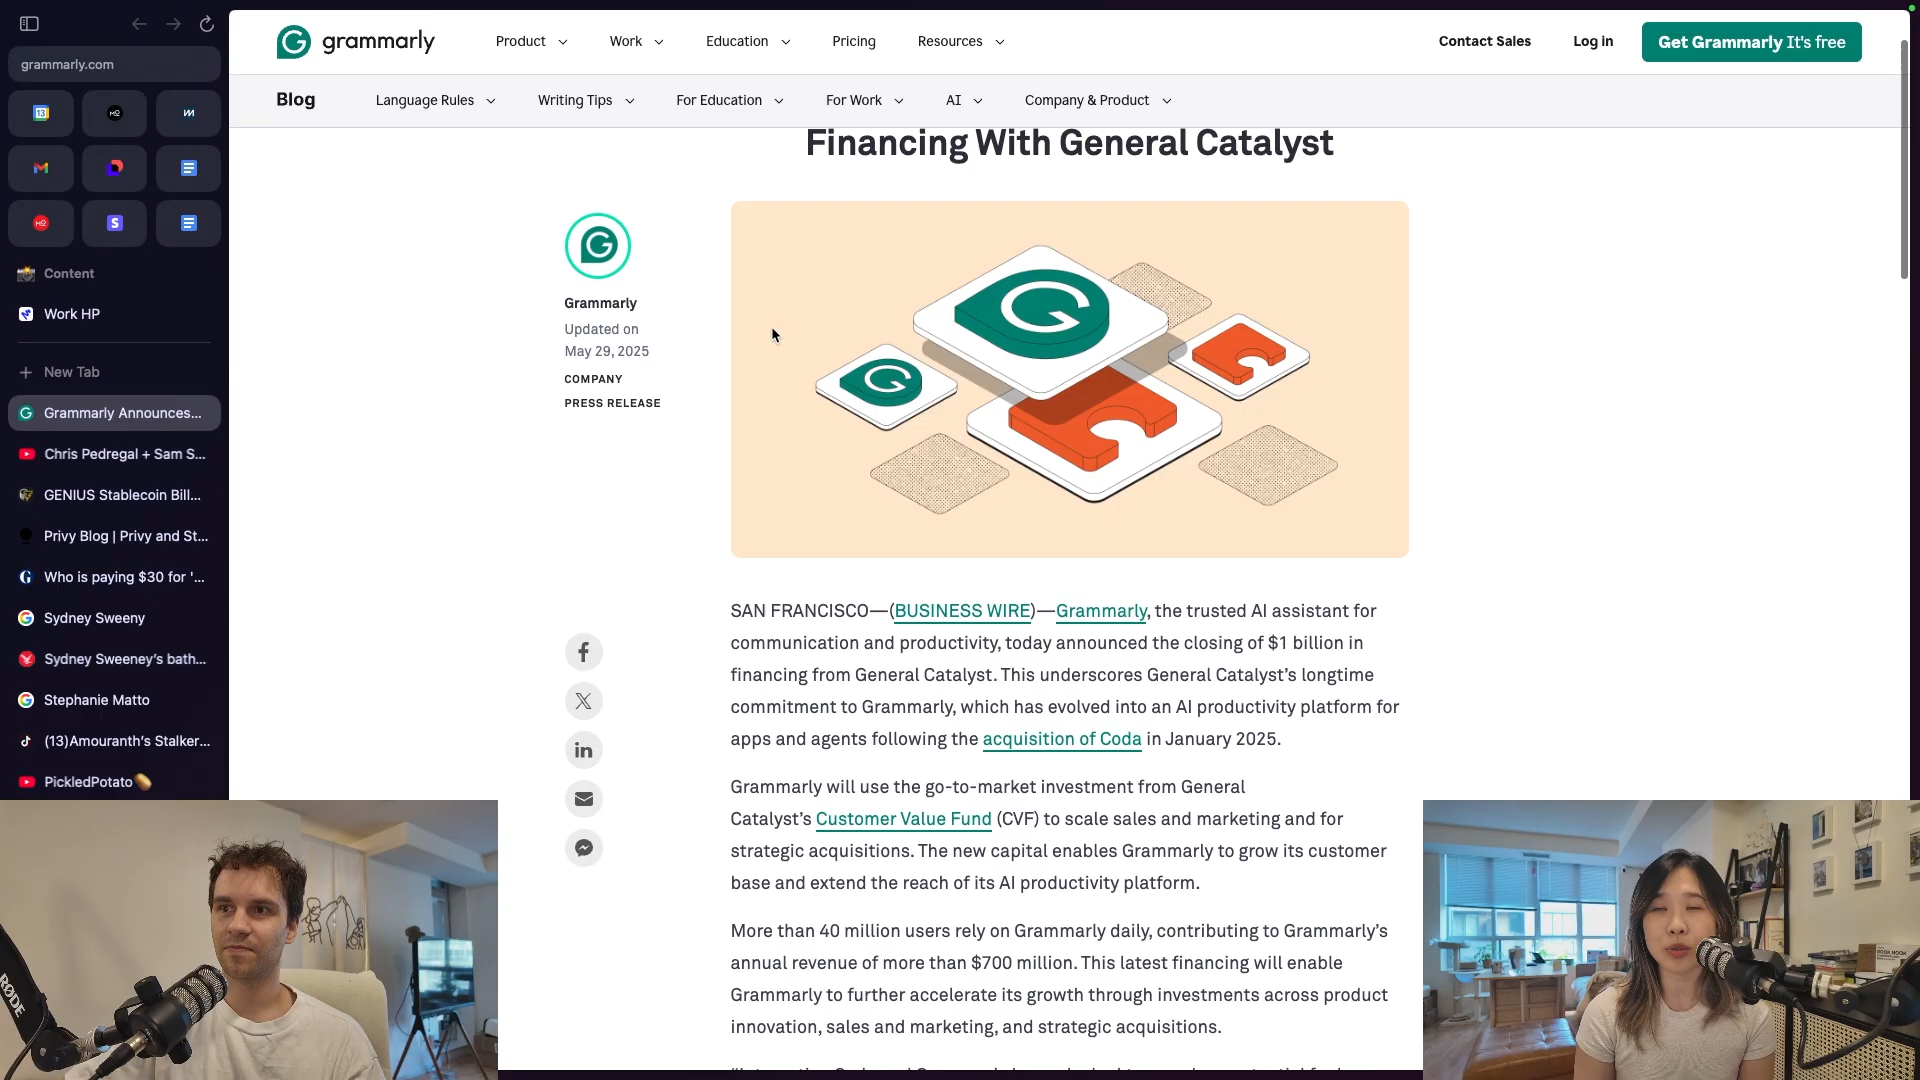 grammarly.com
Content
Work HP
New Tab
Grammarly Announces...
Chris Pedregal + Sam S...
GENIUS Stablecoin Bill...
Privy Blog | Privy and St...
Who is paying $30 for '...
Sydney Sweeny
Sydney Sweeney's bath...
Stephanie Matto
(13)Amouranth's Stalker...
PickledPotato🥔
grammarly
Product
Work
Education
Pricing
Resources
Contact Sales
Log in
Get Grammarly It's free
Blog
Language Rules
Writing Tips
For Education
For Work
AI
Company & Product
Financing With General Catalyst
Grammarly
Updated on
May 29, 2025
COMPANY
PRESS RELEASE
SAN FRANCISCO—(BUSINESS WIRE)—Grammarly, the trusted AI assistant for
communication and productivity, today announced the closing of $1 billion in
financing from General Catalyst. This underscores General Catalyst's longtime
commitment to Grammarly, which has evolved into an AI productivity platform for
apps and agents following the acquisition of Coda in January 2025.
Grammarly will use the go-to-market investment from General
Catalyst's Customer Value Fund (CVF) to scale sales and marketing and for
strategic acquisitions. The new capital enables Grammarly to grow its customer
base and extend the reach of its AI productivity platform.
More than 40 million users rely on Grammarly daily, contributing to Grammarly's
annual revenue of more than $700 million. This latest financing will enable
Grammarly to further accelerate its growth through investments across product
innovation, sales and marketing, and strategic acquisitions.
RØDE